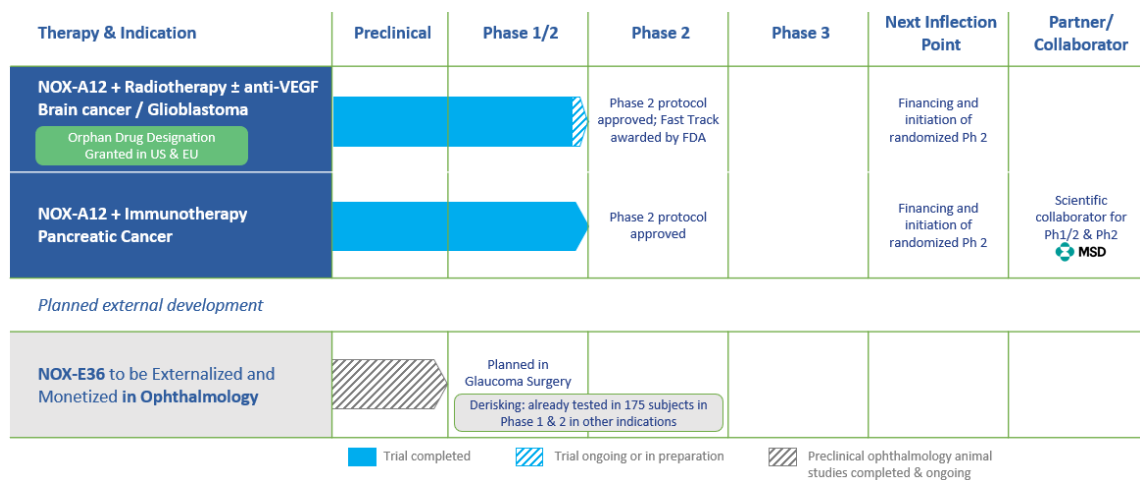 Therapy & Indication
Preclinical
Phase 1/2
Phase 2
Phase 3
Next Inflection
Point
Partner/
Collaborator
NOX-A12 + Radiotherapy ± anti-VEGF
Brain cancer / Glioblastoma
Orphan Drug Designation
Granted in US & EU
Phase 2 protocol
approved; Fast Track
awarded by FDA
Financing and
initiation of
randomized Ph 2
NOX-A12 + Immunotherapy
Pancreatic Cancer
Phase 2 protocol
approved
Financing and
initiation of
randomized Ph 2
Scientific
collaborator for
Ph1/2 & Ph2
MSD
Planned external development
NOX-E36 to be Externalized and
Monetized in Ophthalmology
Planned in
Glaucoma Surgery
Derisking: already tested in 175 subjects in
Phase 1 & 2 in other indications
Trial completed
Trial ongoing or in preparation
Preclinical ophthalmology animal
studies completed & ongoing